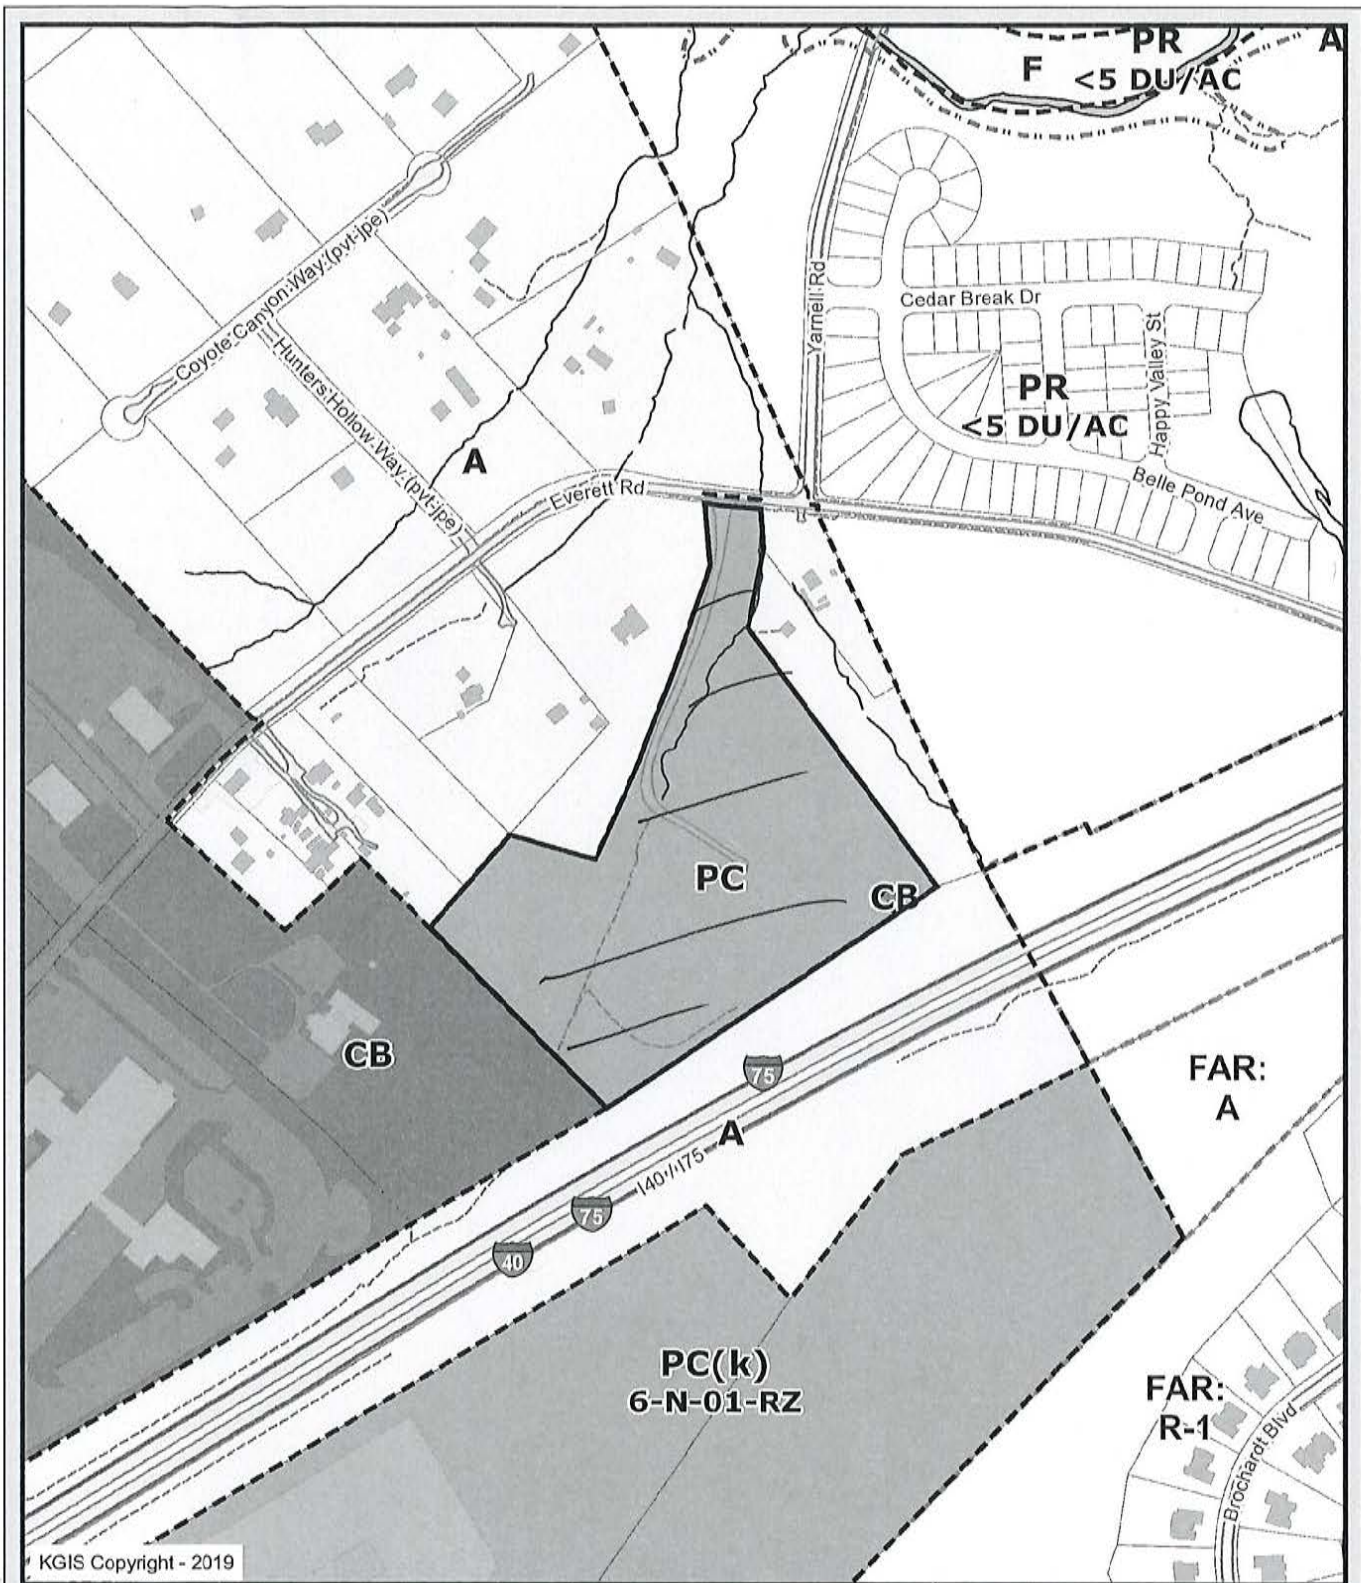 PR
<5 DU/AC
F
A
Coyote Canyon Way (pvt-jpe)
Hunters Hollow Way (pvt-jpe)
Yarnell Rd
Cedar Break Dr
Happy Valley St
PR
<5 DU/AC
Belle Pond Ave
A
Everett Rd
PC
CB
CB
75
A
I40 / I75
75
40
FAR:
A
PC(k)
6-N-01-RZ
FAR:
R-1
Brochardt Blvd
KGIS Copyright - 2019